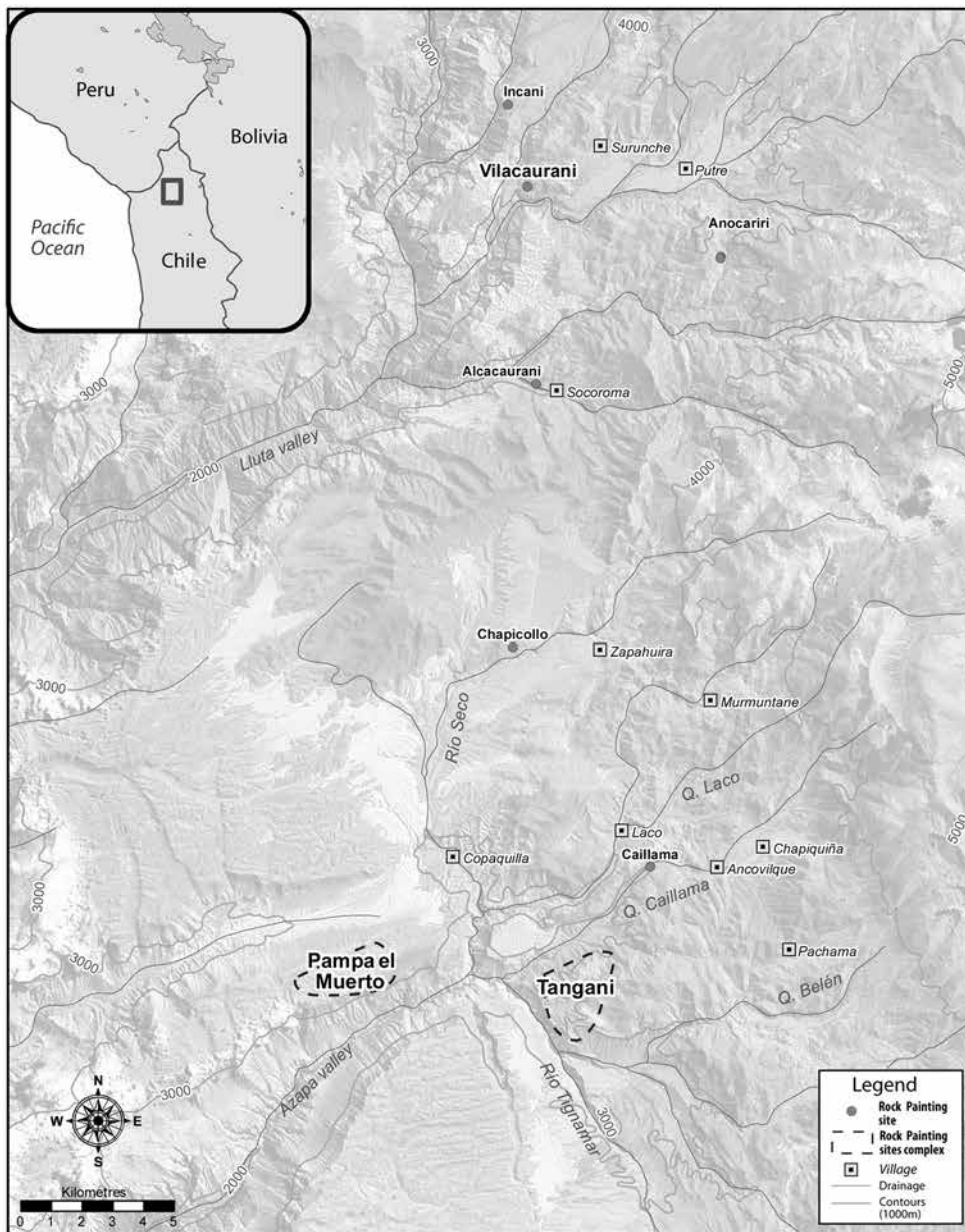 Peru
Bolivia
Pacific
Ocean
Chile
3000
4000
Incani
Surunche
Vilacaurani
Putre
Anocariri
3000
5000
Alcacaurani
Socoroma
Lluta valley
2000
4000
Chapicollo
Zapahuira
3000
Murmuntane
Río Seco
Q. Laco
5000
Laco
Copaquilla
Caillama
Chapiquiña
Ancovilque
3000
Q. Caillama
3000
Pampa el
Muerto
Tangani
Pachama
Q. Belén
Azapa valley
3000
Río Tignamar
3000
2000
N
W
E
S
Kilometres
0 1 2 3 4 5
Legend
Rock Painting
site
Rock Painting
sites complex
Village
Drainage
Contours
(1000m)